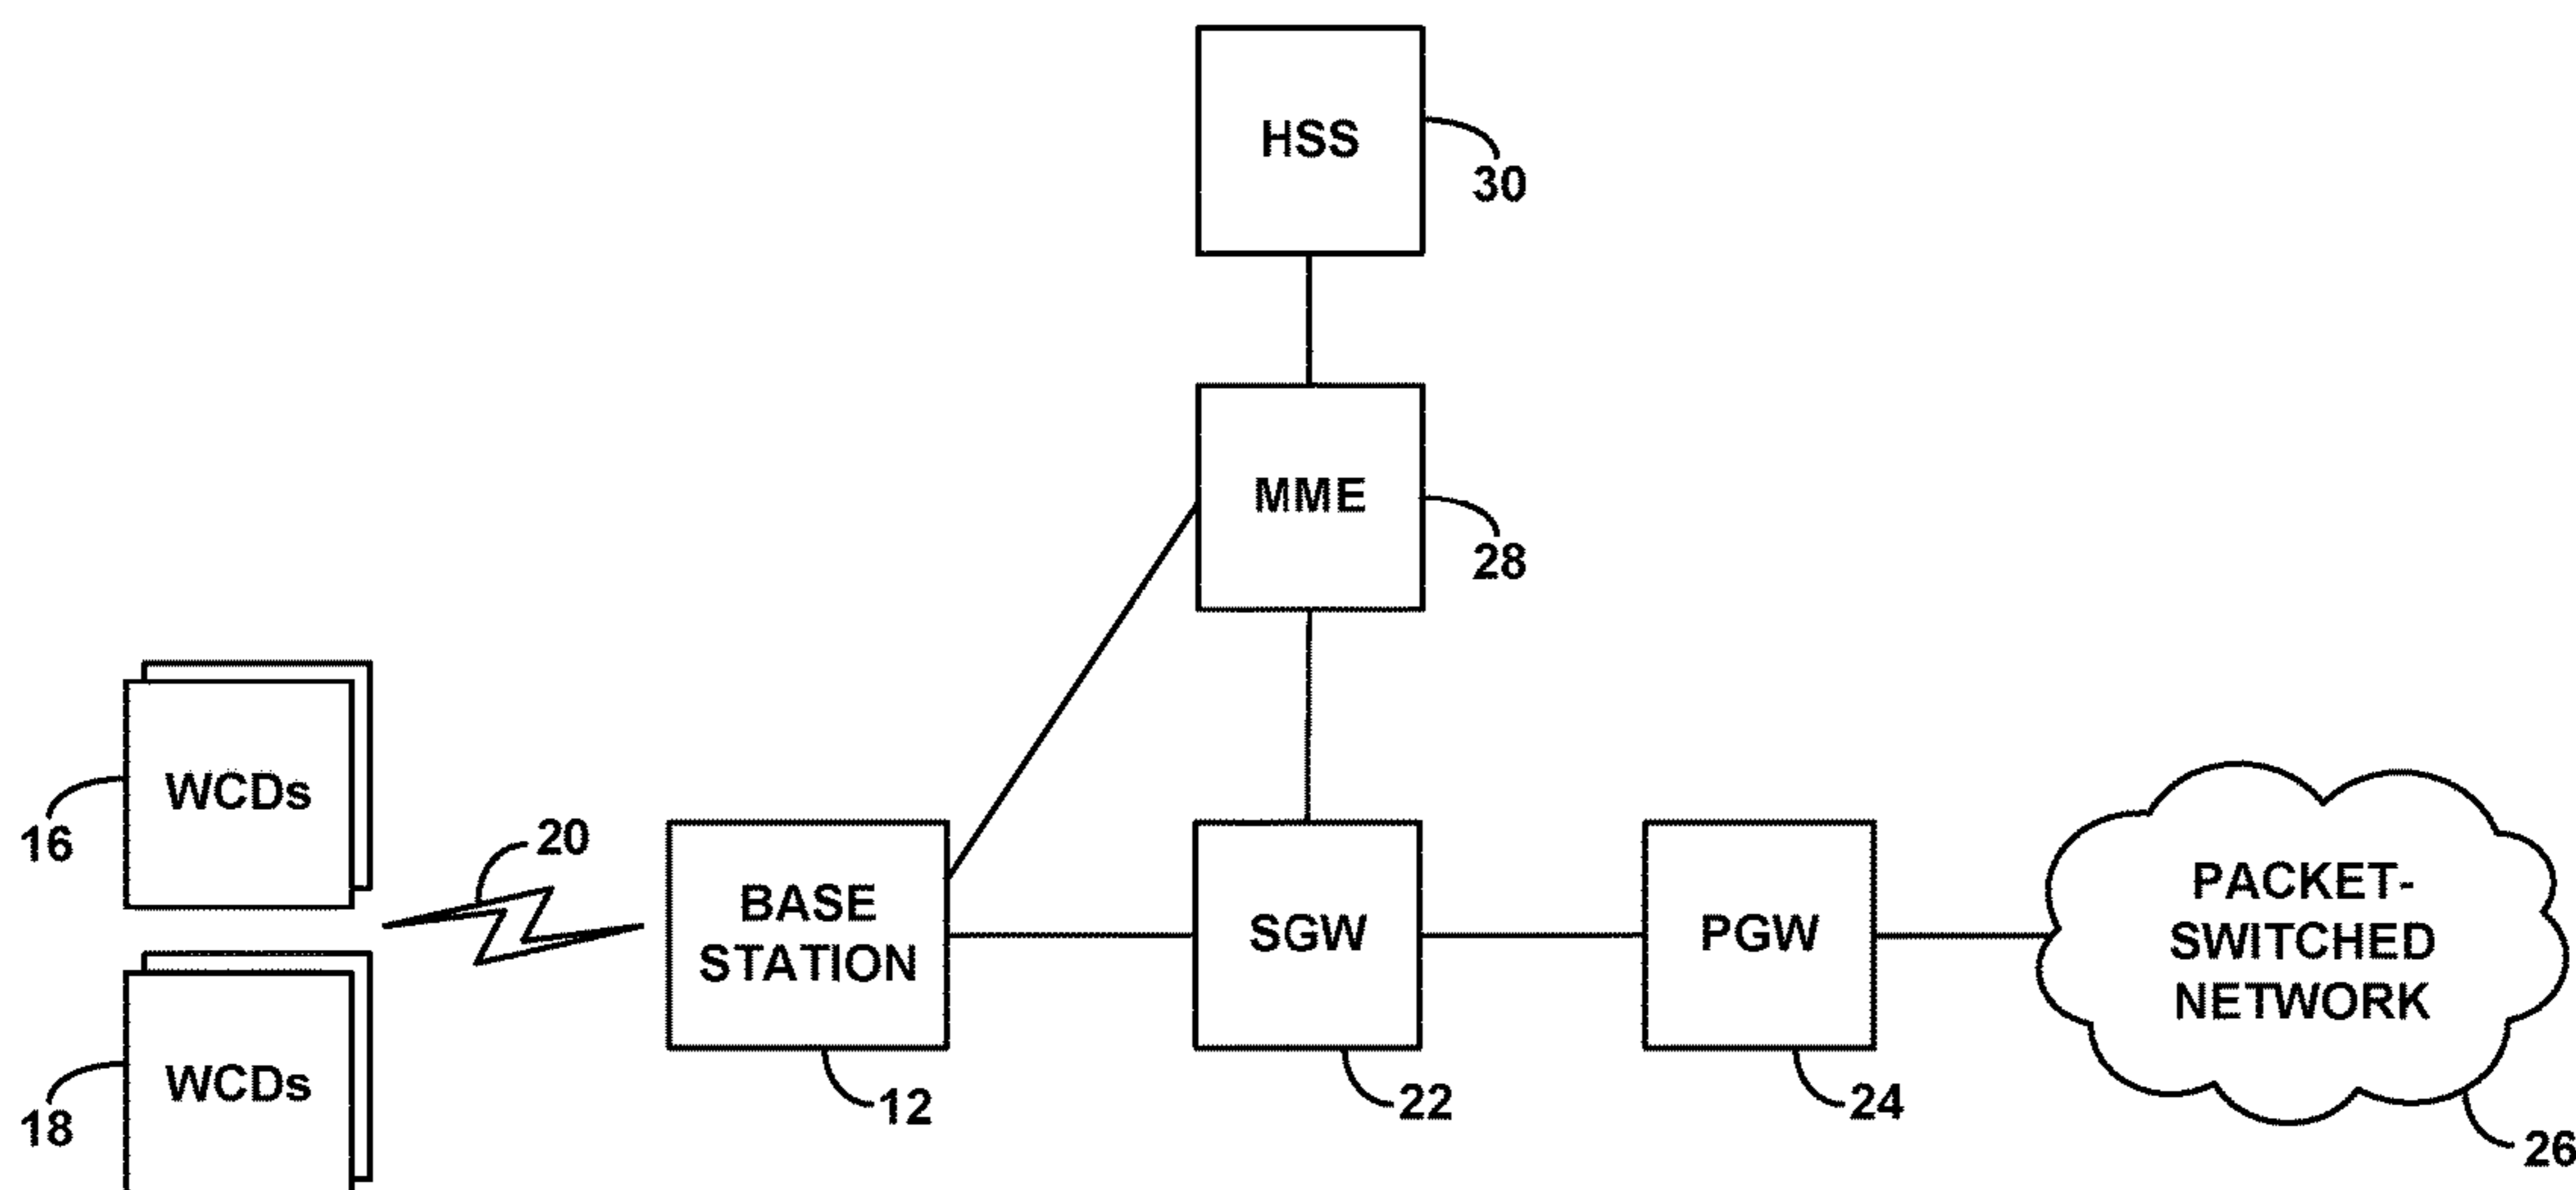 HSS
30
MME
28
WCDs
16
20
BASE
STATION
12
SGW
22
PGW
24
PACKET-
SWITCHED
NETWORK
26
WCDs
18